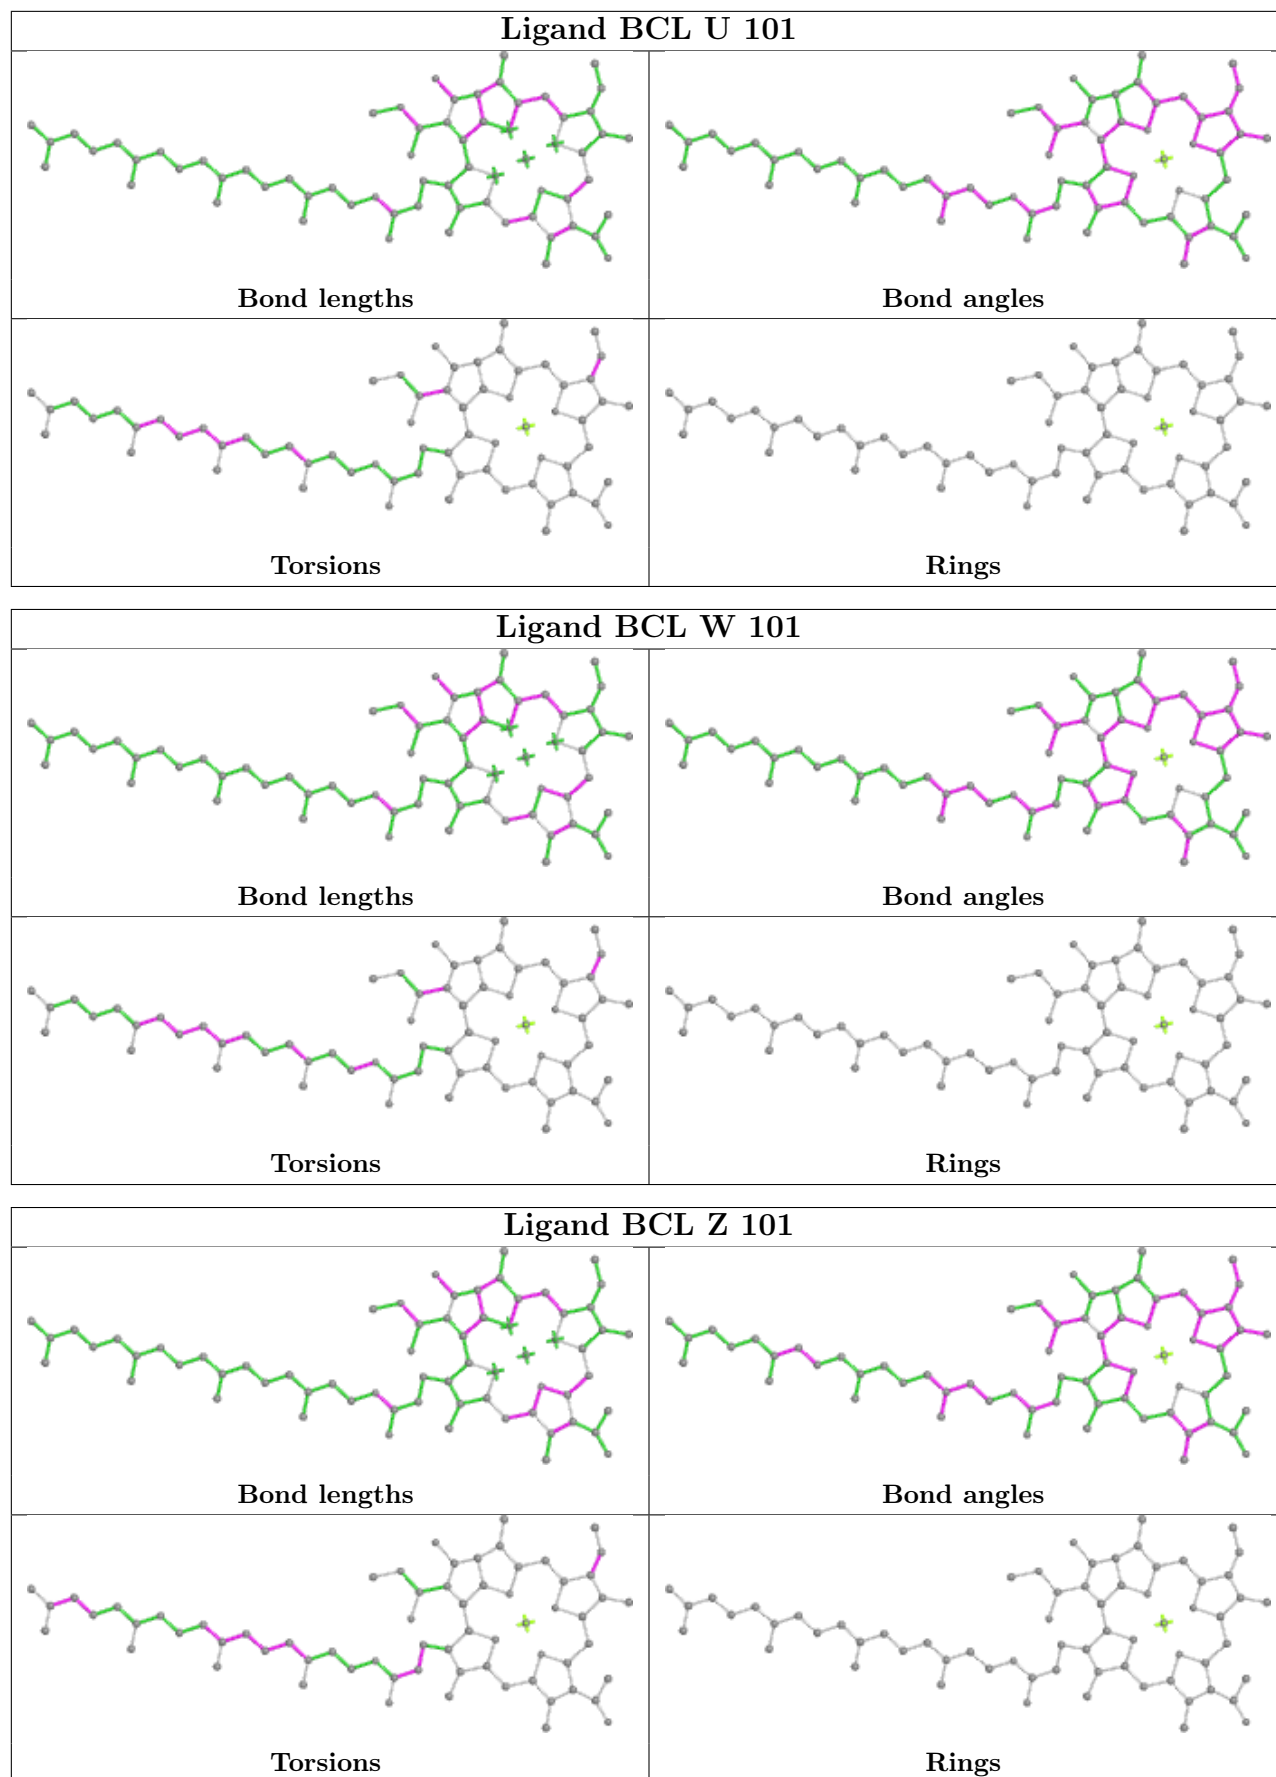 Ligand BCL U 101
Bond lengths
Bond angles
Torsions
Rings
Ligand BCL W 101
Bond lengths
Bond angles
Torsions
Rings
Ligand BCL Z 101
Bond lengths
Bond angles
Torsions
Rings